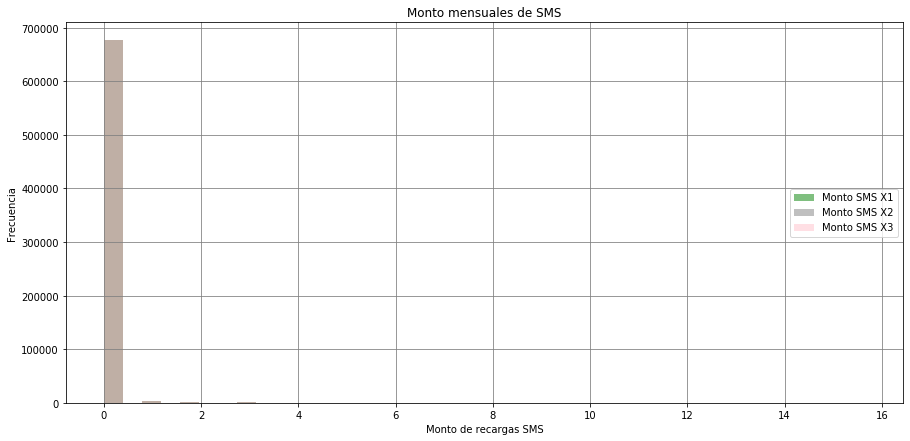 Monto mensuales de SMS
700000
600000
500000
400000
300000
200000
100000
0
Frecuencia
Monto SMS X1
Monto SMS X2
Monto SMS X3
0 2 4 6 8 10 12 14 16
Monto de recargas SMS